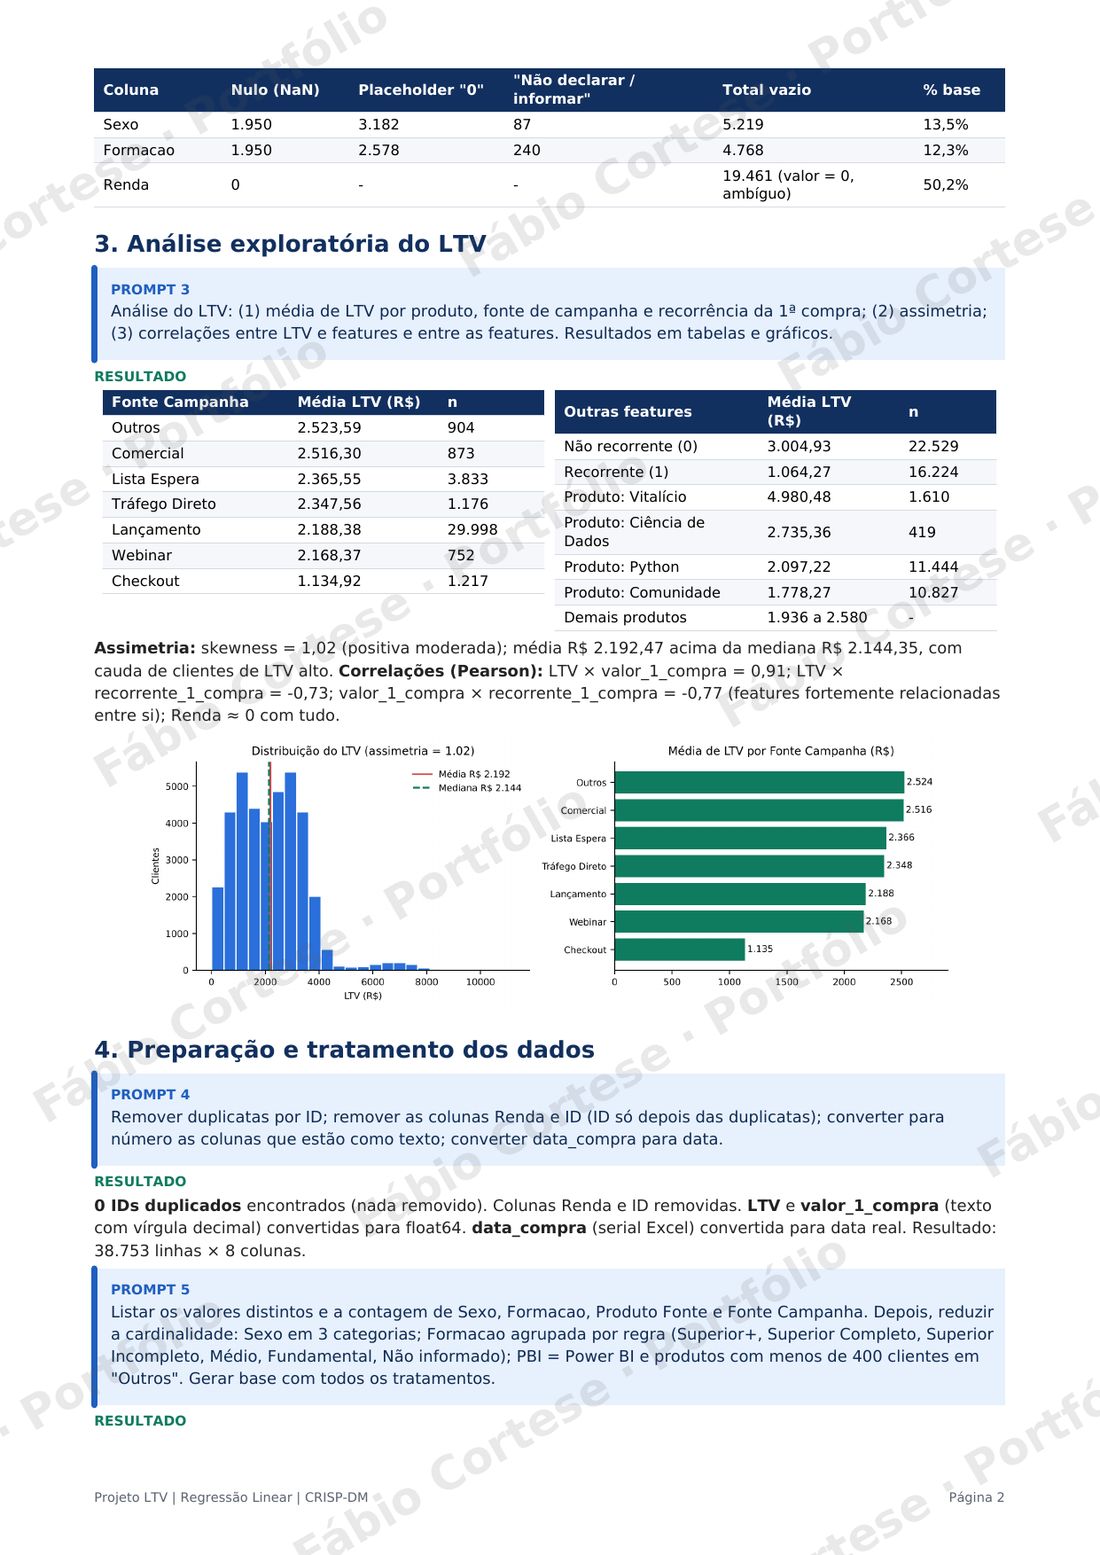 Coluna Nulo (NaN) Placeholder "0" "Não declarar / informar" Total vazio % base
Sexo 1.950 3.182 87 5.219 13,5%
Formacao 1.950 2.578 240 4.768 12,3%
Renda 0 - - 19.461 (valor = 0, ambíguo) 50,2%
3. Análise exploratória do LTV
PROMPT 3
Análise do LTV: (1) média de LTV por produto, fonte de campanha e recorrência da 1ª compra; (2) assimetria;
(3) correlações entre LTV e features e entre as features. Resultados em tabelas e gráficos.
RESULTADO
Fonte Campanha Média LTV (R$) n
Outros 2.523,59 904
Comercial 2.516,30 873
Lista Espera 2.365,55 3.833
Tráfego Direto 2.347,56 1.176
Lançamento 2.188,38 29.998
Webinar 2.168,37 752
Checkout 1.134,92 1.217
Outras features Média LTV (R$) n
Não recorrente (0) 3.004,93 22.529
Recorrente (1) 1.064,27 16.224
Produto: Vitalício 4.980,48 1.610
Produto: Ciência de Dados 2.735,36 419
Produto: Python 2.097,22 11.444
Produto: Comunidade 1.778,27 10.827
Demais produtos 1.936 a 2.580 -
Assimetria: skewness = 1,02 (positiva moderada); média R$ 2.192,47 acima da mediana R$ 2.144,35, com
cauda de clientes de LTV alto. Correlações (Pearson): LTV × valor_1_compra = 0,91; LTV ×
recorrente_1_compra = -0,73; valor_1_compra × recorrente_1_compra = -0,77 (features fortemente relacionadas
entre si); Renda ≈ 0 com tudo.
Distribuição do LTV (assimetria = 1.02)
Média R$ 2.192
Mediana R$ 2.144
Clientes
5000
4000
3000
2000
1000
0
0 2000 4000 6000 8000 10000
LTV (R$)
Média de LTV por Fonte Campanha (R$)
Outros 2.524
Comercial 2.516
Lista Espera 2.366
Tráfego Direto 2.348
Lançamento 2.188
Webinar 2.168
Checkout 1.135
0 500 1000 1500 2000 2500
4. Preparação e tratamento dos dados
PROMPT 4
Remover duplicatas por ID; remover as colunas Renda e ID (ID só depois das duplicatas); converter para
número as colunas que estão como texto; converter data_compra para data.
RESULTADO
0 IDs duplicados encontrados (nada removido). Colunas Renda e ID removidas. LTV e valor_1_compra (texto
com vírgula decimal) convertidas para float64. data_compra (serial Excel) convertida para data real. Resultado:
38.753 linhas × 8 colunas.
PROMPT 5
Listar os valores distintos e a contagem de Sexo, Formacao, Produto Fonte e Fonte Campanha. Depois, reduzir
a cardinalidade: Sexo em 3 categorias; Formacao agrupada por regra (Superior+, Superior Completo, Superior
Incompleto, Médio, Fundamental, Não informado); PBI = Power BI e produtos com menos de 400 clientes em
"Outros". Gerar base com todos os tratamentos.
RESULTADO
Projeto LTV | Regressão Linear | CRISP-DM Página 2
Fábio Cortese · Portfólio